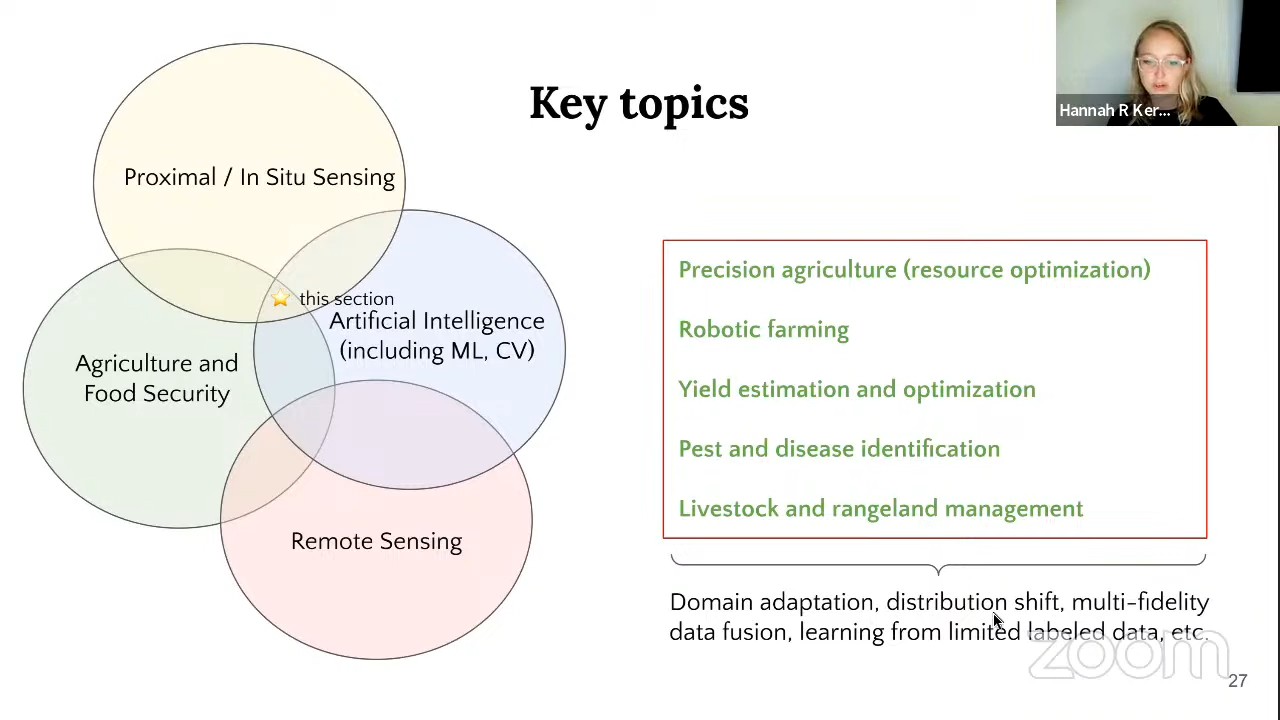 Key topics
Hannah R Ker...
Proximal / In Situ Sensing
⭐ this section
Artificial Intelligence
(including ML, CV)
Agriculture and
Food Security
Remote Sensing
Precision agriculture (resource optimization)
Robotic farming
Yield estimation and optimization
Pest and disease identification
Livestock and rangeland management
Domain adaptation, distribution shift, multi-fidelity
data fusion, learning from limited labeled data, etc.
zoom
27